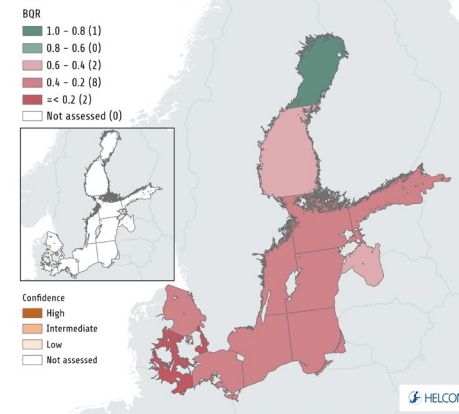 BQR
1.0 - 0.8 (1)
0.8 - 0.6 (0)
0.6 - 0.4 (2)
0.4 - 0.2 (8)
=< 0.2 (2)
Not assessed (0)
Confidence
High
Intermediate
Low
Not assessed
HELCOM